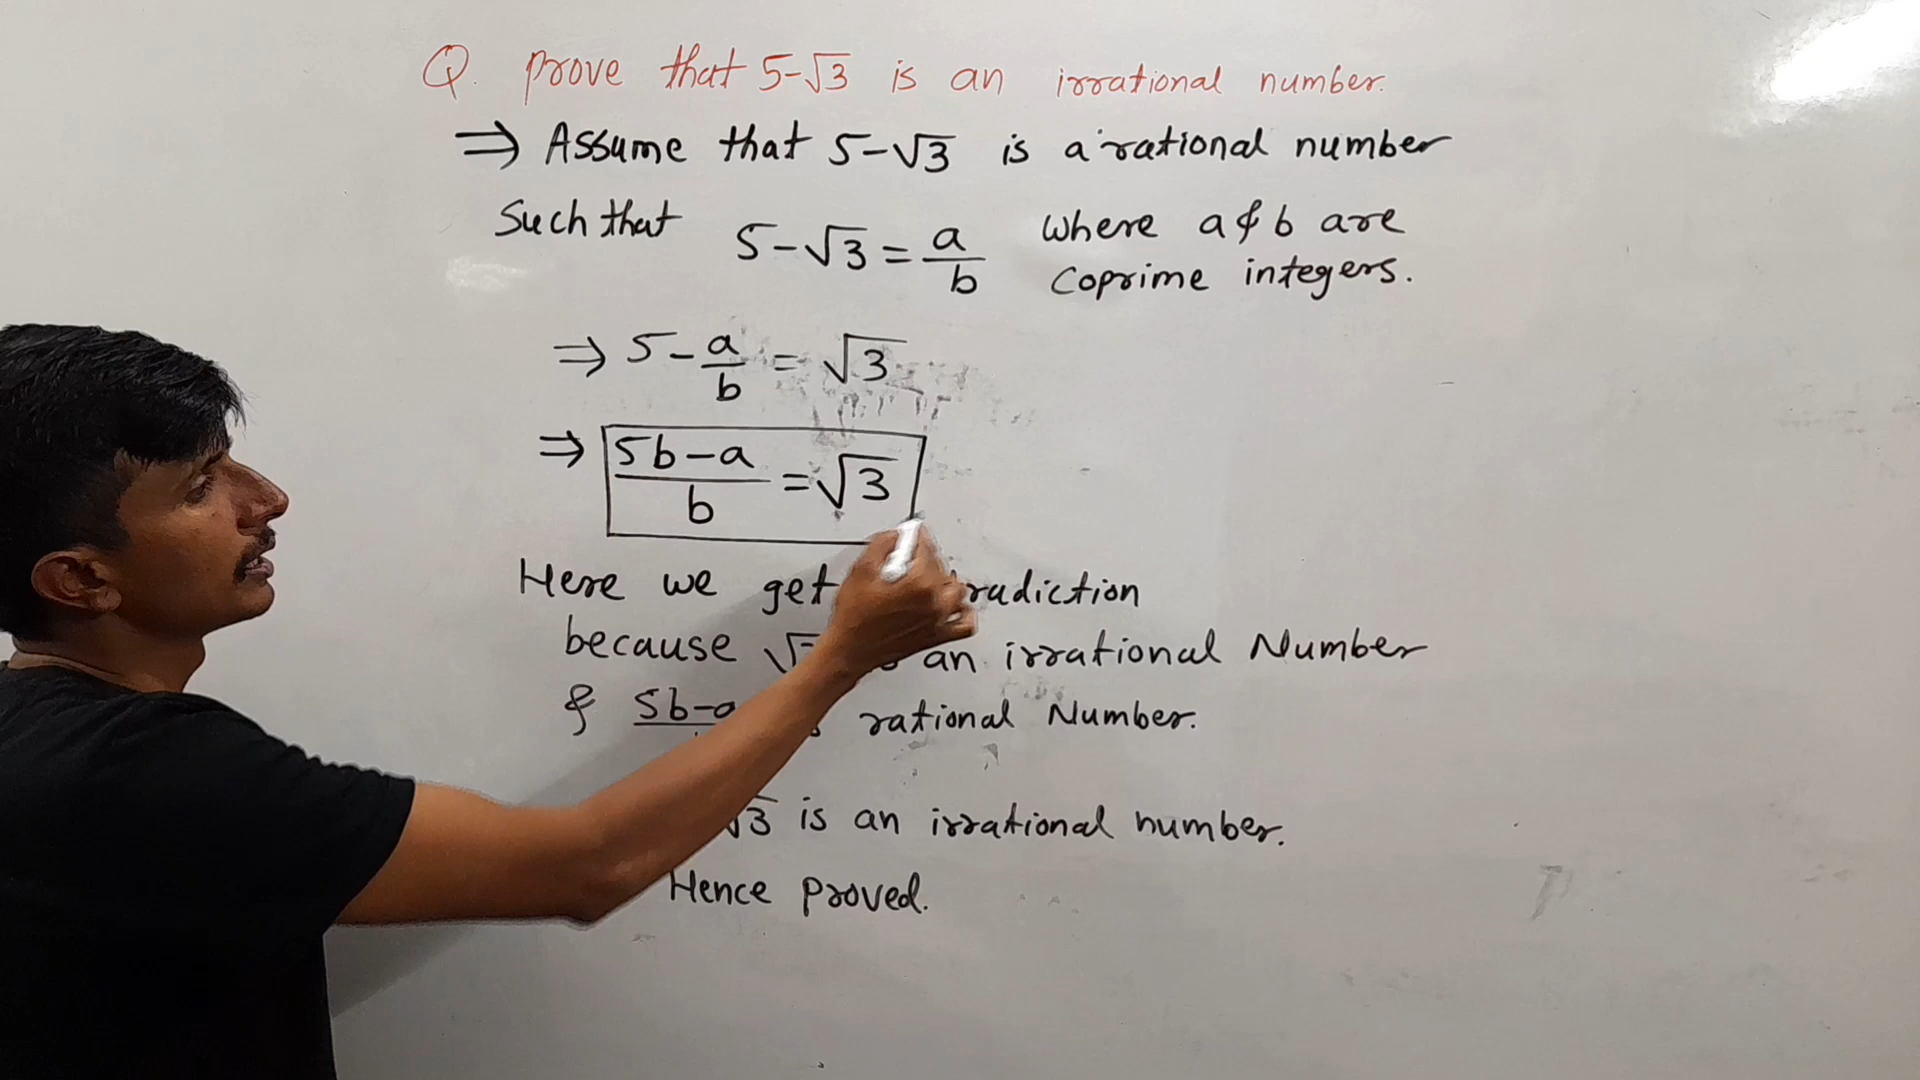 Q. prove that 5-√3 is an irrational number.
⇒ Assume that 5-√3 is a rational number
Such that 5-√3 = a/b where a & b are
Coprime integers.
⇒ 5 - a/b = √3
⇒ (5b-a)/b = √3
Here we get
because √ an irrational Number
& 5b-a rational Number.
√3 is an irrational number.
Hence proved.